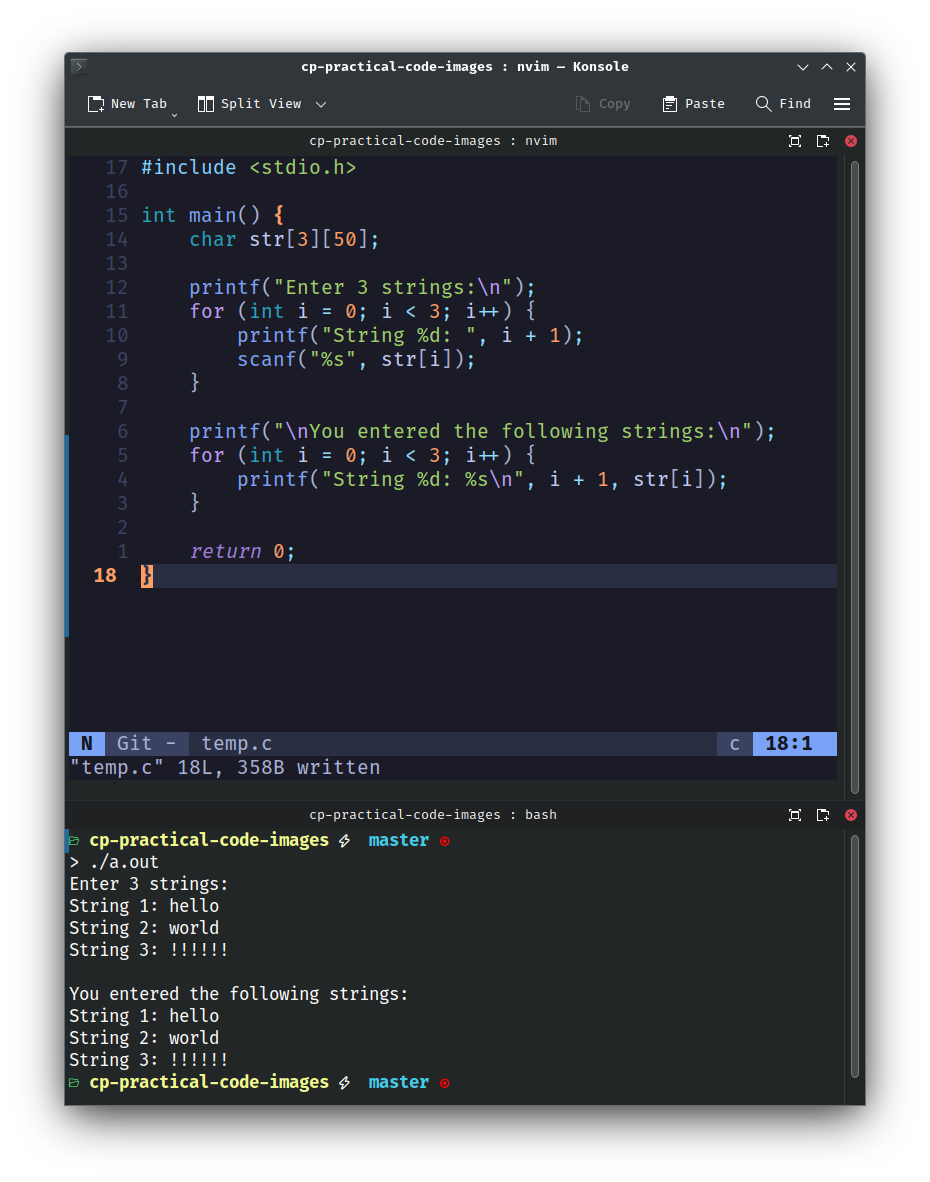 cp-practical-code-images : nvim — Konsole
New Tab Split View Copy Paste Find
cp-practical-code-images : nvim
17 #include <stdio.h>
16
15 int main() {
14     char str[3][50];
13
12     printf("Enter 3 strings:\n");
11     for (int i = 0; i < 3; i++) {
10         printf("String %d: ", i + 1);
9         scanf("%s", str[i]);
8     }
7
6     printf("\nYou entered the following strings:\n");
5     for (int i = 0; i < 3; i++) {
4         printf("String %d: %s\n", i + 1, str[i]);
3     }
2
1     return 0;
18 }
N Git - temp.c c 18:1
"temp.c" 18L, 358B written
cp-practical-code-images : bash
cp-practical-code-images ⚡ master
> ./a.out
Enter 3 strings:
String 1: hello
String 2: world
String 3: !!!!!!
You entered the following strings:
String 1: hello
String 2: world
String 3: !!!!!!
cp-practical-code-images ⚡ master